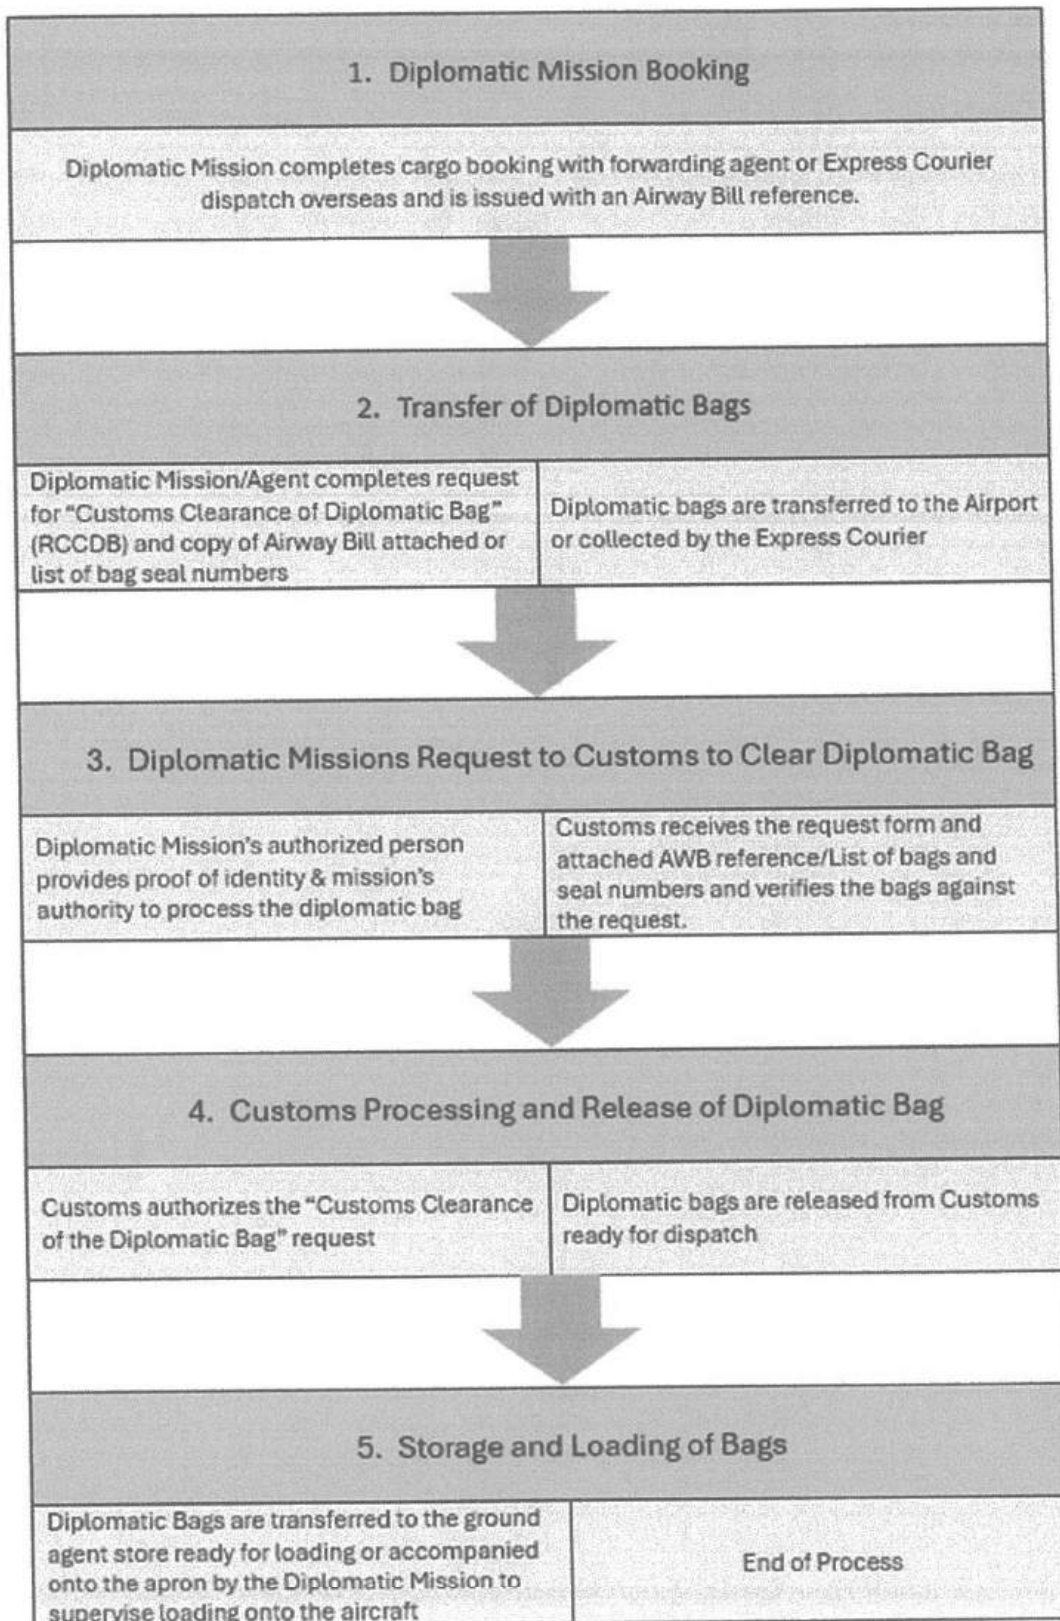 1. Diplomatic Mission Booking
Diplomatic Mission completes cargo booking with forwarding agent or Express Courier
dispatch overseas and is issued with an Airway Bill reference.
2. Transfer of Diplomatic Bags
Diplomatic Mission/Agent completes request
for “Customs Clearance of Diplomatic Bag”
(RCCDB) and copy of Airway Bill attached or
list of bag seal numbers
Diplomatic bags are transferred to the Airport
or collected by the Express Courier
3. Diplomatic Missions Request to Customs to Clear Diplomatic Bag
Diplomatic Mission's authorized person
provides proof of identity & mission's
authority to process the diplomatic bag
Customs receives the request form and
attached AWB reference/List of bags and
seal numbers and verifies the bags against
the request.
4. Customs Processing and Release of Diplomatic Bag
Customs authorizes the “Customs Clearance
of the Diplomatic Bag” request
Diplomatic bags are released from Customs
ready for dispatch
5. Storage and Loading of Bags
Diplomatic Bags are transferred to the ground
agent store ready for loading or accompanied
onto the apron by the Diplomatic Mission to
supervise loading onto the aircraft
End of Process